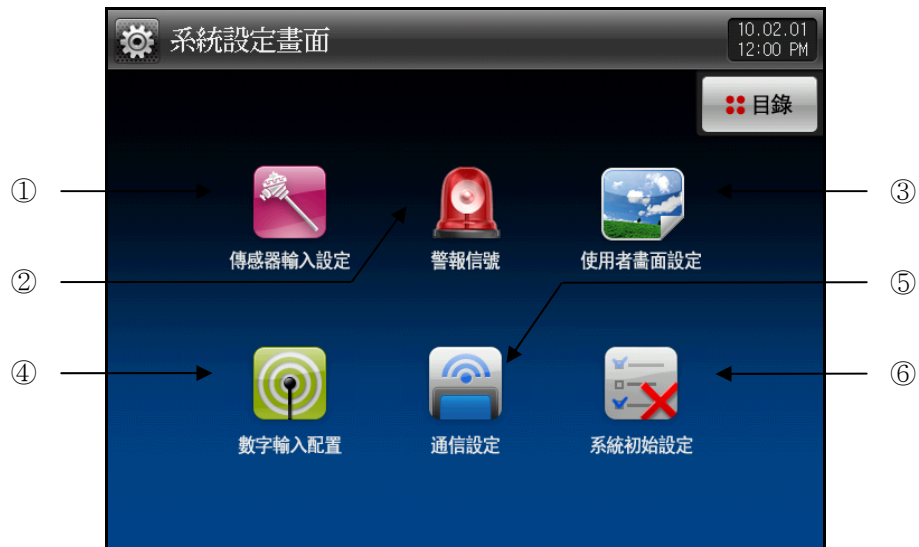 系統設定畫面
10.02.01
12:00 PM
目錄
①
③
傳感器輸入設定
警報信號
使用者畫面設定
②
⑤
④
⑥
數字輸入配置
通信設定
系統初始設定